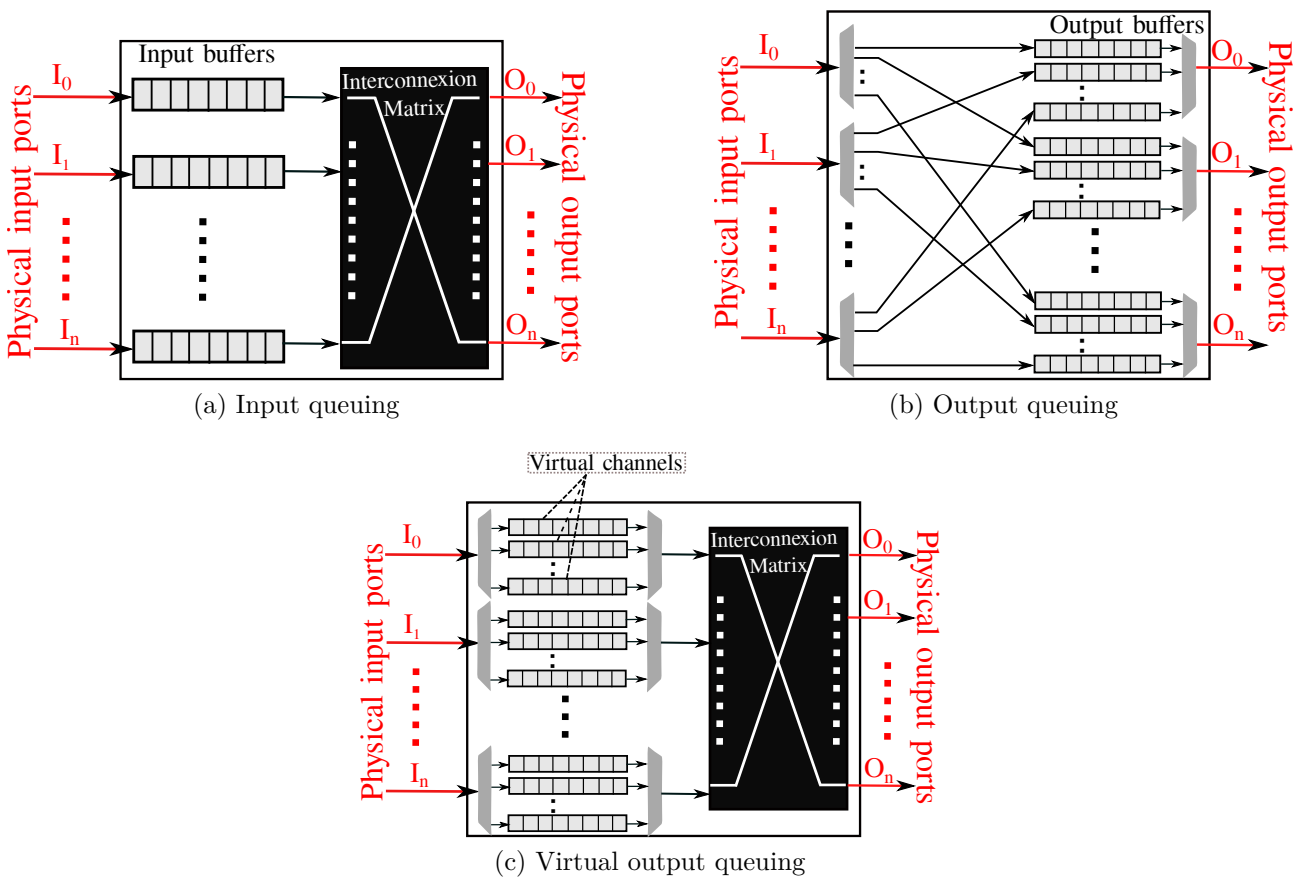 Input buffers
Interconnexion
Matrix
Physical input ports
I0
I1
In
O0
O1
On
Physical output ports
(a) Input queuing
Output buffers
Physical input ports
I0
I1
In
O0
O1
On
Physical output ports
(b) Output queuing
Virtual channels
Interconnexion
Matrix
Physical input ports
I0
I1
In
O0
O1
On
Physical output ports
(c) Virtual output queuing